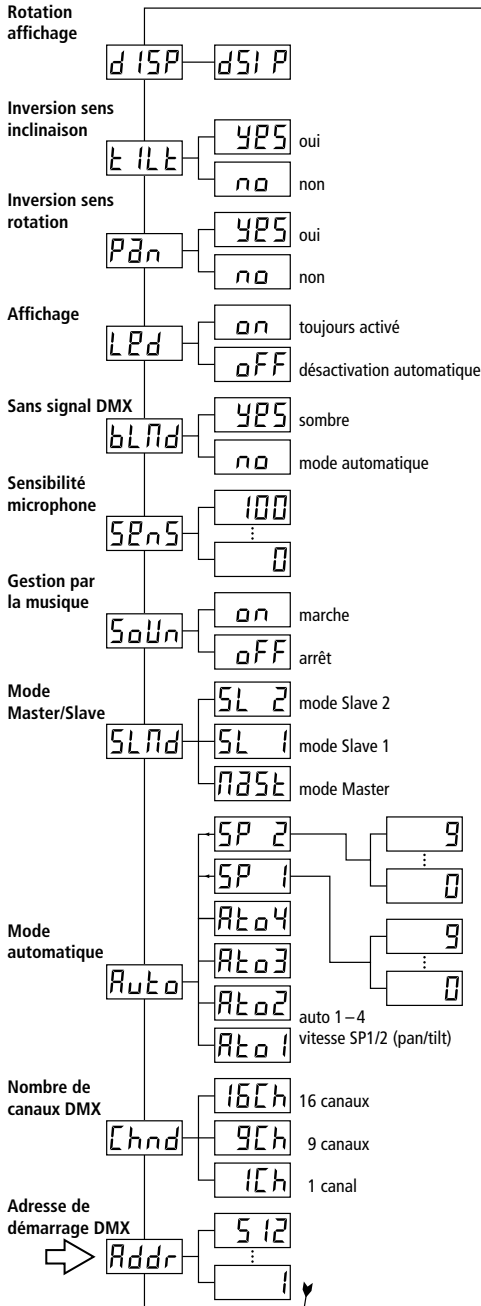 Rotation
affichage
dISP dSIP
Inversion sens
inclinaison
tILt
YES oui
no non
Inversion sens
rotation
Pan
YES oui
no non
Affichage
Led
on toujours activé
oFF désactivation automatique
Sans signal DMX
bLMd
YES sombre
no mode automatique
Sensibilité
microphone
SenS
100
0
Gestion par
la musique
SoUn
on marche
oFF arrêt
Mode
Master/Slave
SLMd
SL 2 mode Slave 2
SL 1 mode Slave 1
MaSt mode Master
Mode
automatique
Auto
SP 2
9
0
SP 1
9
0
Ato4
Ato3
Ato2
Ato1
auto 1–4
vitesse SP1/2 (pan/tilt)
Nombre de
canaux DMX
Chnd
16Ch 16 canaux
9Ch 9 canaux
1Ch 1 canal
Adresse de
démarrage DMX
Addr
512
1